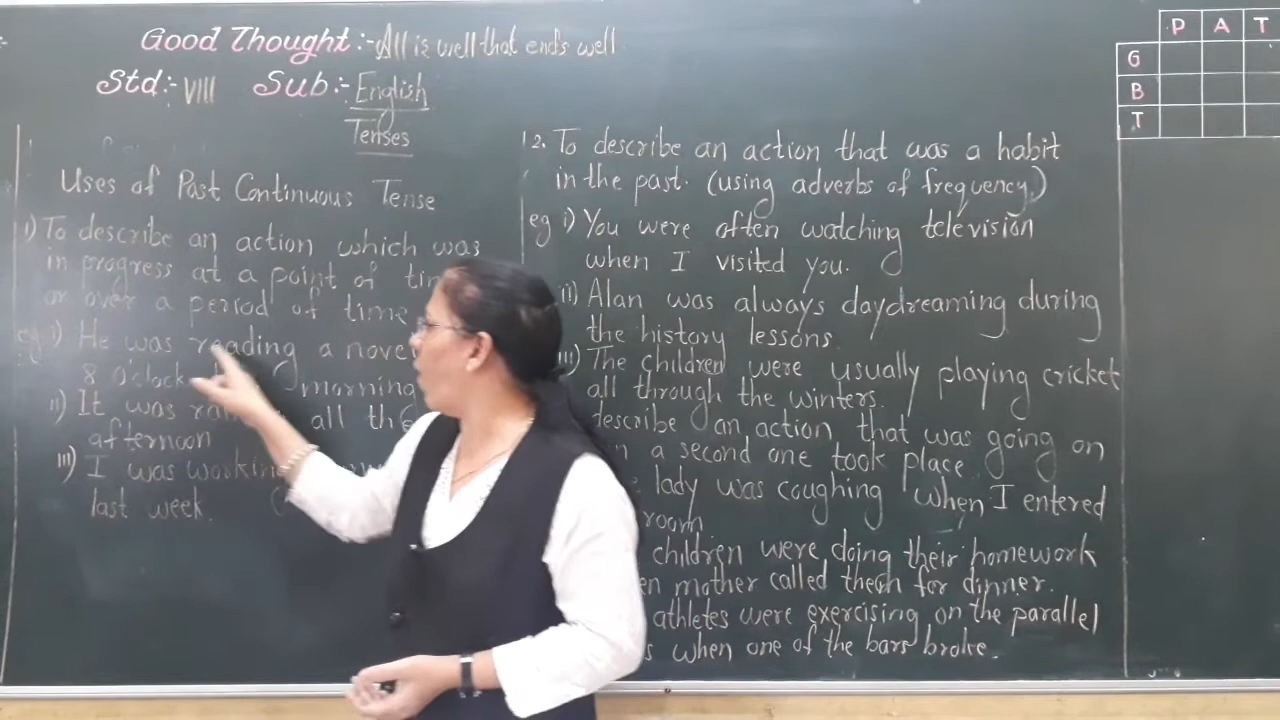 Good Thought :- All is well that ends well
Std:- VIII Sub:- English
Tenses
P A T
G
B
T
Uses of Past Continuous Tense
1) To describe an action which was
in progress at a point of
or over a period of time
eg. i) He was reading a
8 O'clock morning
ii) It was all the
afternoon
iii) I was
last week.
2. To describe an action that was a habit
in the past. (using adverbs of frequency.)
eg i) You were often watching television
when I visited you.
ii) Alan was always daydreaming during
the history lessons.
iii) The children were usually playing cricket
all through the winters.
describe an action that was going on
a second one took place.
lady was coughing when I entered
room
children were doing their homework
mother called them for dinner.
athletes were exercising on the parallel
when one of the bars broke.